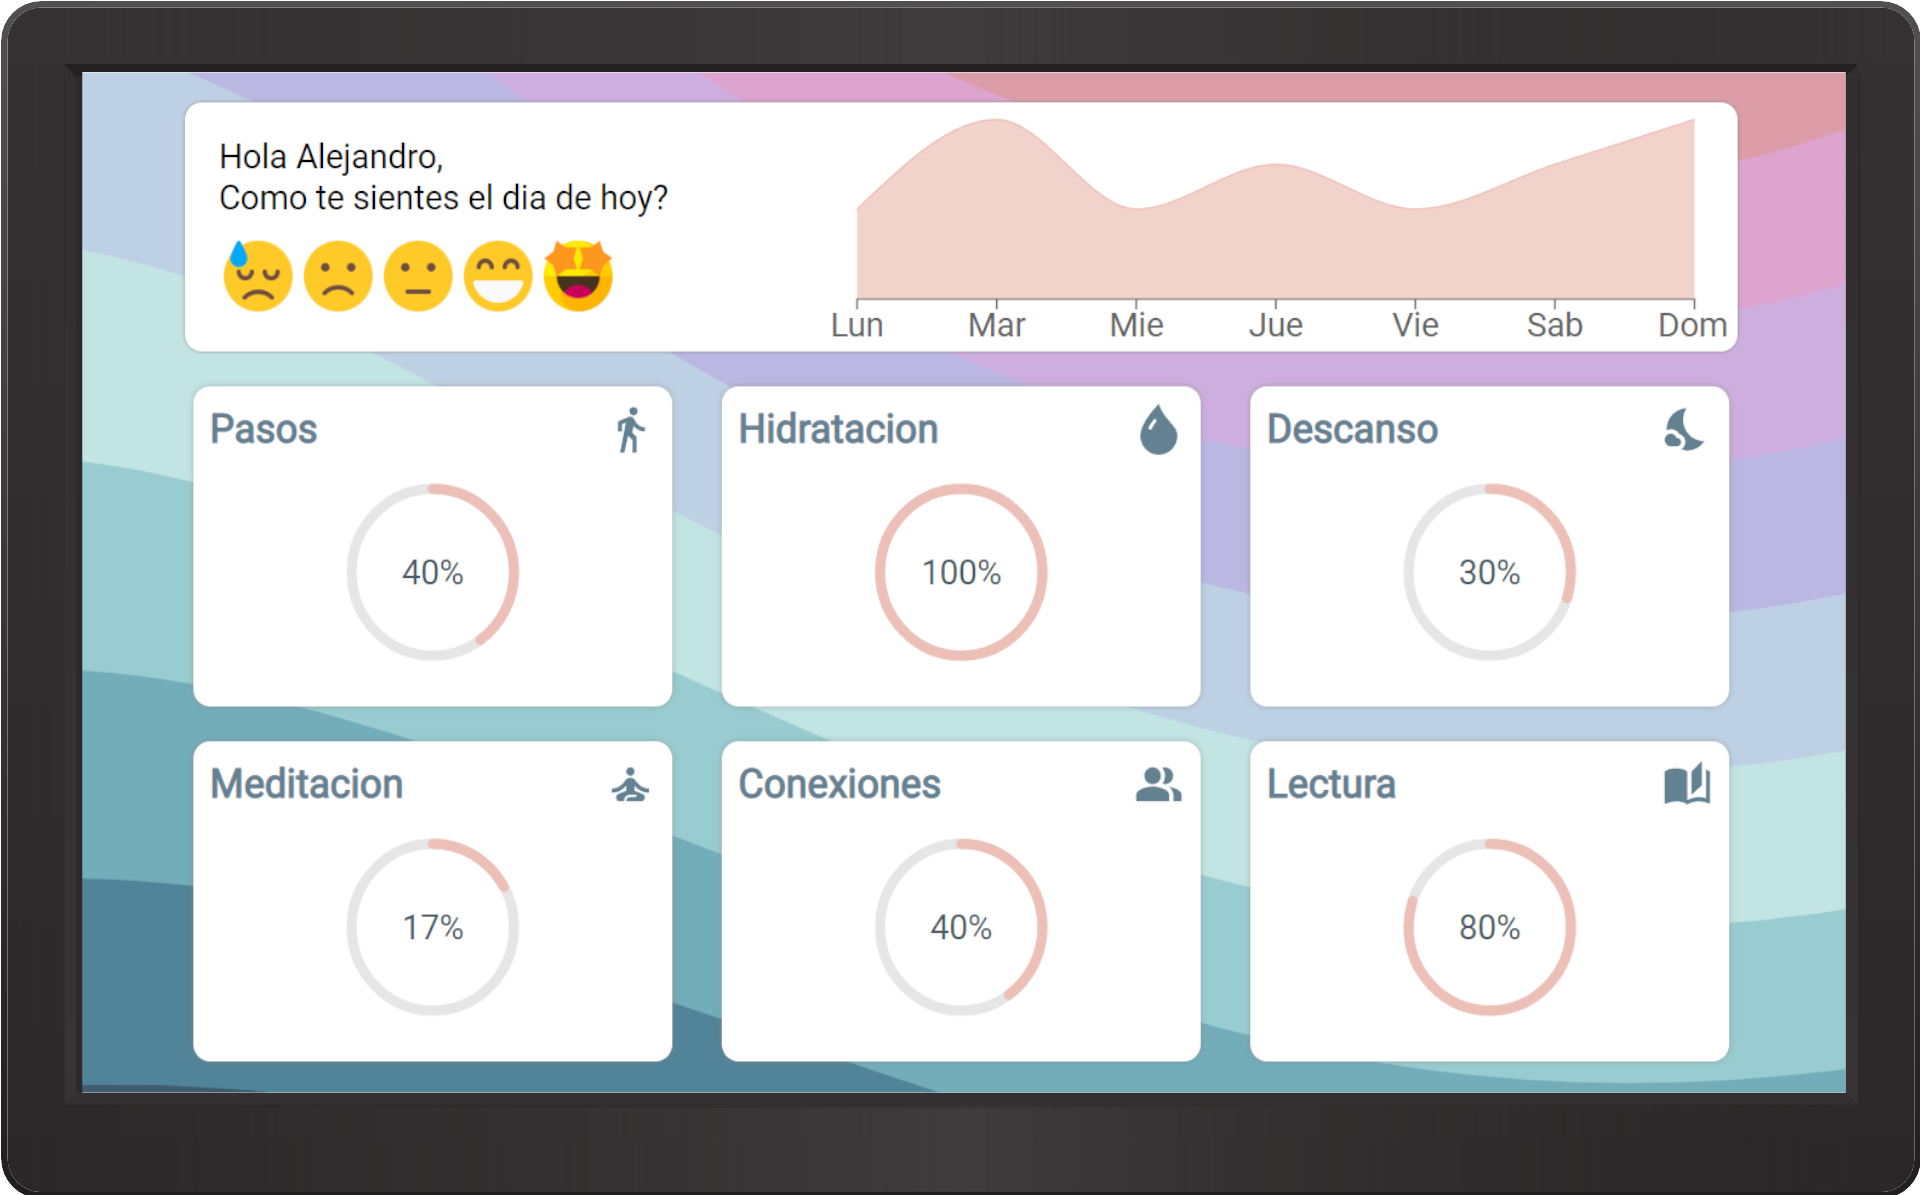 Hola Alejandro,
Como te sientes el dia de hoy?
Lun Mar Mie Jue Vie Sab Dom
Pasos
40%
Hidratacion
100%
Descanso
30%
Meditacion
17%
Conexiones
40%
Lectura
80%